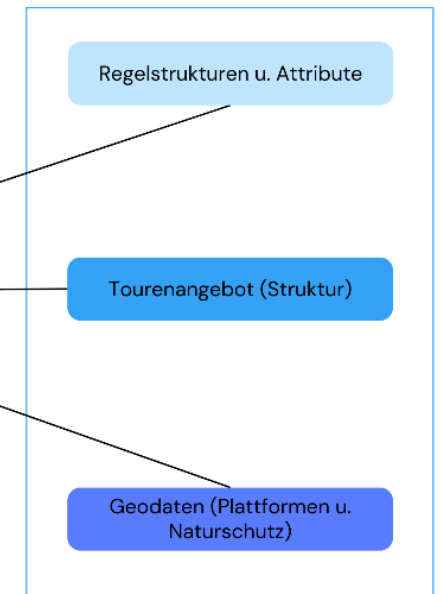 Regelstrukturen u. Attribute
Tourenangebot (Struktur)
Geodaten (Plattformen u.
Naturschutz)